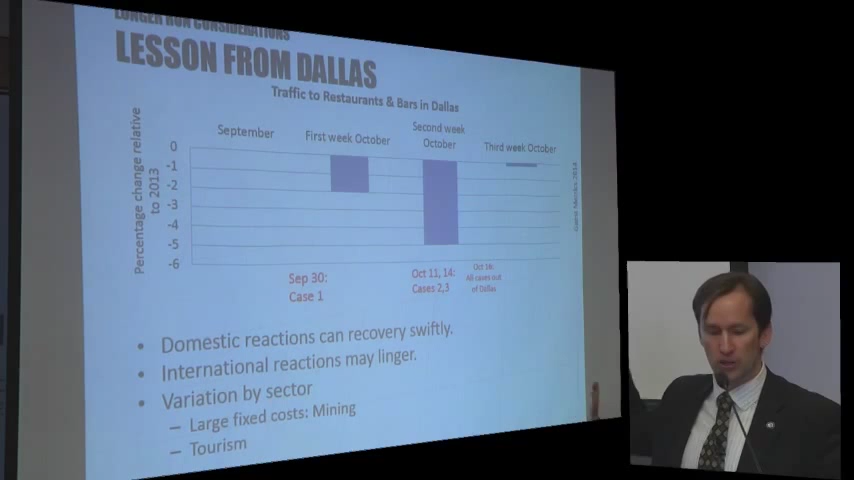 LONGER RUN CONSIDERATIONS
LESSON FROM DALLAS
Traffic to Restaurants & Bars in Dallas
Percentage change relative
to 2013
September
First week October
Second week
October
Third week October
0
-1
-2
-3
-4
-5
-6
Sep 30:
Case 1
Oct 11, 14:
Cases 2,3
All cases out
of Dallas
• Domestic reactions can recovery swiftly.
• International reactions may linger.
• Variation by sector
– Large fixed costs: Mining
– Tourism